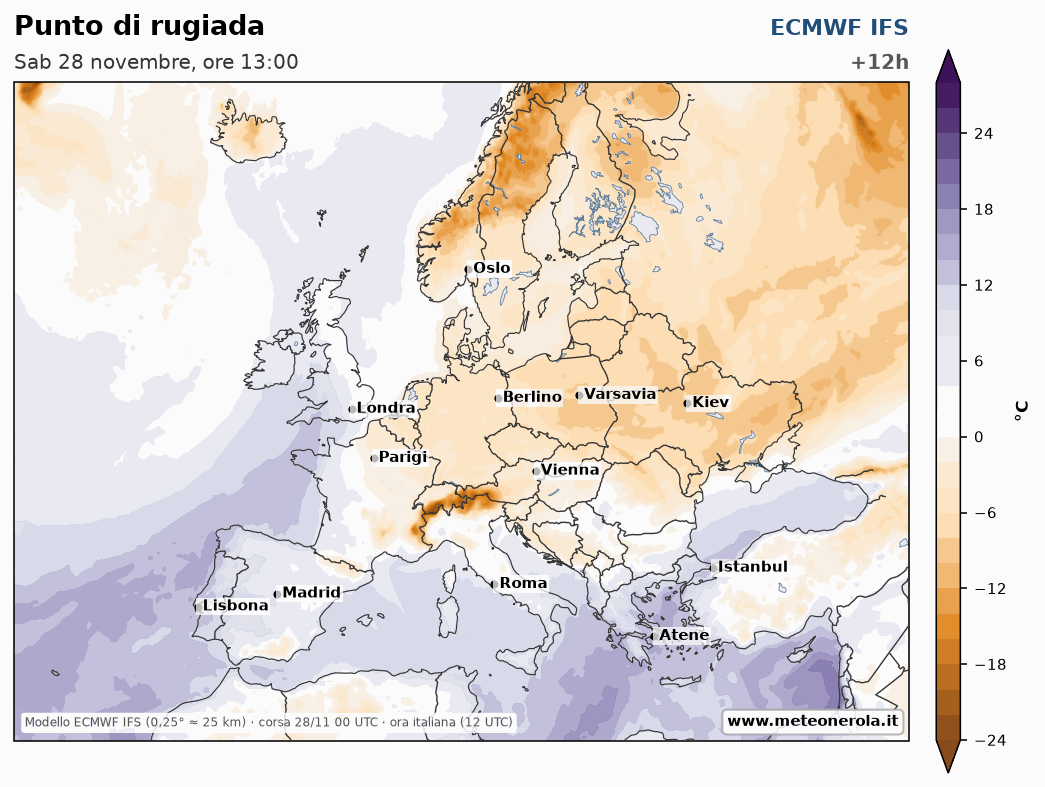 Punto di rugiada
ECMWF IFS
Sab 28 novembre, ore 13:00
+12h
Oslo
Londra
Berlino
Varsavia
Kiev
Parigi
Vienna
Istanbul
Roma
Madrid
Lisbona
Atene
Modello ECMWF IFS (0,25° ≈ 25 km) · corsa 28/11 00 UTC · ora italiana (12 UTC)
www.meteonerola.it
24
18
12
6
0
−6
−12
−18
−24
°C